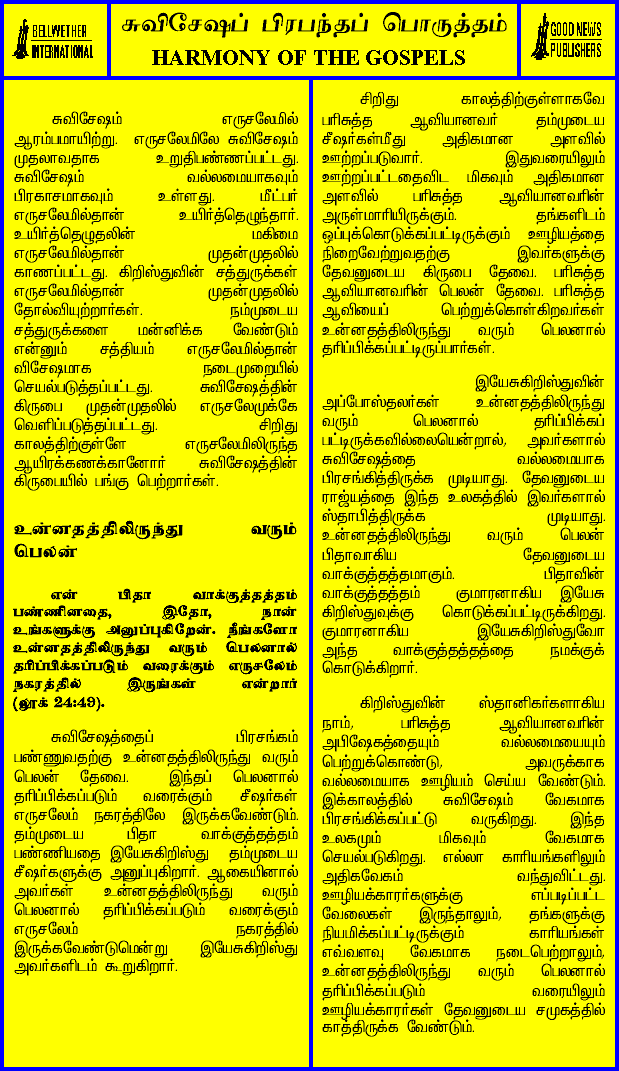 BELLWETHER
INTERNATIONAL
சுவிசேஷப் பிரபந்தப் பொருத்தம்
HARMONY OF THE GOSPELS
GOOD NEWS
PUBLISHERS
சுவிசேஷம் எருசலேமில்
ஆரம்பமாயிற்று. எருசலேமிலே சுவிசேஷம்
முதலாவதாக உறுதிபண்ணப்பட்டது.
சுவிசேஷம் வல்லமையாகவும்
பிரகாசமாகவும் உள்ளது. மீட்பர்
எருசலேமில்தான் உயிர்த்தெழுந்தார்.
உயிர்த்தெழுதலின் மகிமை
எருசலேமில்தான் முதன்முதலில்
காணப்பட்டது. கிறிஸ்துவின் சத்துருக்கள்
எருசலேமில்தான் முதன்முதலில்
தோல்வியுற்றார்கள். நம்முடைய
சத்துருக்களை மன்னிக்க வேண்டும்
என்னும் சத்தியம் எருசலேமில்தான்
விசேஷமாக நடைமுறையில்
செயல்படுத்தப்பட்டது. சுவிசேஷத்தின்
கிருபை முதன்முதலில் எருசலேமுக்கே
வெளிப்படுத்தப்பட்டது. சிறிது
காலத்திற்குள்ளே எருசலேமிலிருந்த
ஆயிரக்கணக்கானோர் சுவிசேஷத்தின்
கிருபையில் பங்கு பெற்றார்கள்.
உன்னதத்திலிருந்து வரும்
பெலன்
என் பிதா வாக்குத்தத்தம்
பண்ணினதை, இதோ, நான்
உங்களுக்கு அனுப்புகிறேன். நீங்களோ
உன்னதத்திலிருந்து வரும் பெலனால்
தரிப்பிக்கப்படும் வரைக்கும் எருசலேம்
நகரத்தில் இருங்கள் என்றார்
(லூக் 24:49).
சுவிசேஷத்தைப் பிரசங்கம்
பண்ணுவதற்கு உன்னதத்திலிருந்து வரும்
பெலன் தேவை. இந்தப் பெலனால்
தரிப்பிக்கப்படும் வரைக்கும் சீஷர்கள்
எருசலேம் நகரத்திலே இருக்கவேண்டும்.
தம்முடைய பிதா வாக்குத்தத்தம்
பண்ணியதை இயேசுகிறிஸ்து தம்முடைய
சீஷர்களுக்கு அனுப்புகிறார். ஆகையினால்
அவர்கள் உன்னதத்திலிருந்து வரும்
பெலனால் தரிப்பிக்கப்படும் வரைக்கும்
எருசலேம் நகரத்தில்
இருக்கவேண்டுமென்று இயேசுகிறிஸ்து
அவர்களிடம் கூறுகிறார்.
சிறிது காலத்திற்குள்ளாகவே
பரிசுத்த ஆவியானவர் தம்முடைய
சீஷர்கள்மீது அதிகமான அளவில்
ஊற்றப்படுவார். இதுவரையிலும்
ஊற்றப்பட்டதைவிட மிகவும் அதிகமான
அளவில் பரிசுத்த ஆவியானவரின்
அருள்மாரியிருக்கும். தங்களிடம்
ஒப்புக்கொடுக்கப்பட்டிருக்கும் ஊழியத்தை
நிறைவேற்றுவதற்கு இவர்களுக்கு
தேவனுடைய கிருபை தேவை. பரிசுத்த
ஆவியானவரின் பெலன் தேவை. பரிசுத்த
ஆவியைப் பெற்றுக்கொள்கிறவர்கள்
உன்னதத்திலிருந்து வரும் பெலனால்
தரிப்பிக்கப்பட்டிருப்பார்கள்.
இயேசுகிறிஸ்துவின்
அப்போஸ்தலர்கள் உன்னதத்திலிருந்து
வரும் பெலனால் தரிப்பிக்கப்
பட்டிருக்கவில்லையென்றால், அவர்களால்
சுவிசேஷத்தை வல்லமையாக
பிரசங்கித்திருக்க முடியாது. தேவனுடைய
ராஜ்யத்தை இந்த உலகத்தில் இவர்களால்
ஸ்தாபித்திருக்க முடியாது.
உன்னதத்திலிருந்து வரும் பெலன்
பிதாவாகிய தேவனுடைய
வாக்குத்தத்தமாகும். பிதாவின்
வாக்குத்தத்தம் குமாரனாகிய இயேசு
கிறிஸ்துவுக்கு கொடுக்கப்பட்டிருக்கிறது.
குமாரனாகிய இயேசுகிறிஸ்துவோ
அந்த வாக்குத்தத்தத்தை நமக்குக்
கொடுக்கிறார்.
கிறிஸ்துவின் ஸ்தானிகர்களாகிய
நாம், பரிசுத்த ஆவியானவரின்
அபிஷேகத்தையும் வல்லமையையும்
பெற்றுக்கொண்டு, அவருக்காக
வல்லமையாக ஊழியம் செய்ய வேண்டும்.
இக்காலத்தில் சுவிசேஷம் வேகமாக
பிரசங்கிக்கப்பட்டு வருகிறது. இந்த
உலகமும் மிகவும் வேகமாக
செயல்படுகிறது. எல்லா காரியங்களிலும்
அதிகவேகம் வந்துவிட்டது.
ஊழியக்காரர்களுக்கு எப்படிப்பட்ட
வேலைகள் இருந்தாலும், தங்களுக்கு
நியமிக்கப்பட்டிருக்கும் காரியங்கள்
எவ்வளவு வேகமாக நடைபெற்றாலும்,
உன்னதத்திலிருந்து வரும் பெலனால்
தரிப்பிக்கப்படும் வரையிலும்
ஊழியக்காரர்கள் தேவனுடைய சமுகத்தில்
காத்திருக்க வேண்டும்.